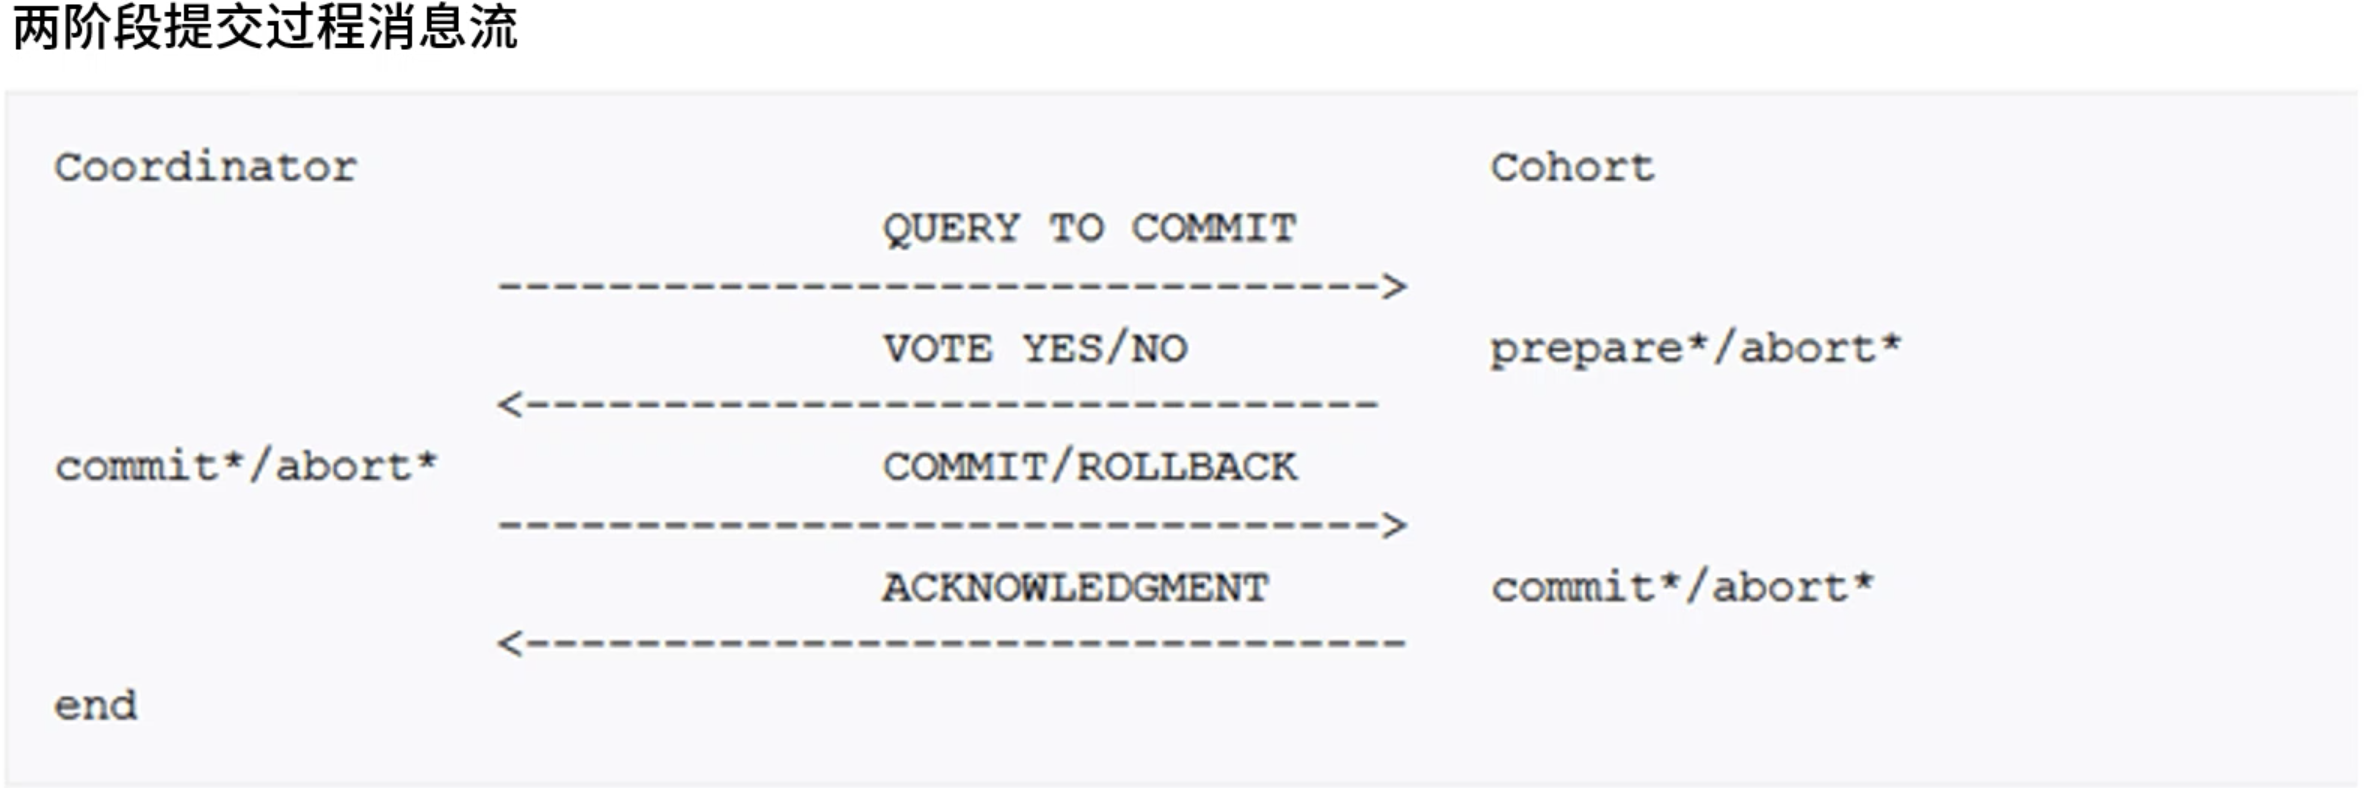 两阶段提交过程消息流
Coordinator Cohort
QUERY TO COMMIT
-------------------------------->
VOTE YES/NO prepare*/abort*
<-------------------------------
commit*/abort* COMMIT/ROLLBACK
-------------------------------->
ACKNOWLEDGMENT commit*/abort*
<--------------------------------
end